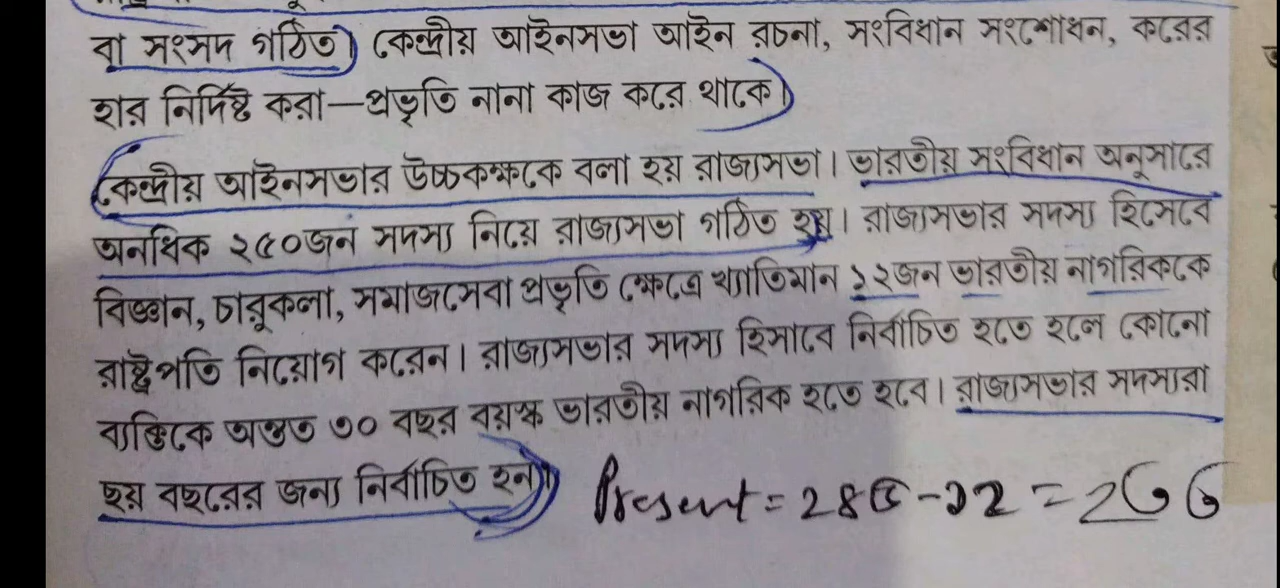 বা সংসদ গঠিত) কেন্দ্রীয় আইনসভা আইন রচনা, সংবিধান সংশোধন, করের
হার নির্দিষ্ট করা—প্রভৃতি নানা কাজ করে থাকে।
কেন্দ্রীয় আইনসভার উচ্চকক্ষকে বলা হয় রাজ্যসভা। ভারতীয় সংবিধান অনুসারে
অনধিক ২৫০জন সদস্য নিয়ে রাজ্যসভা গঠিত হয়। রাজ্যসভার সদস্য হিসেবে
বিজ্ঞান, চারুকলা, সমাজসেবা প্রভৃতি ক্ষেত্রে খ্যাতিমান ১২জন ভারতীয় নাগরিককে
রাষ্ট্রপতি নিয়োগ করেন। রাজ্যসভার সদস্য হিসাবে নির্বাচিত হতে হলে কোনো
ব্যক্তিকে অন্তত ৩০ বছর বয়স্ক ভারতীয় নাগরিক হতে হবে। রাজ্যসভার সদস্যরা
ছয় বছরের জন্য নির্বাচিত হন।
Present = ২৪৫ - ১২ = ২৩৩